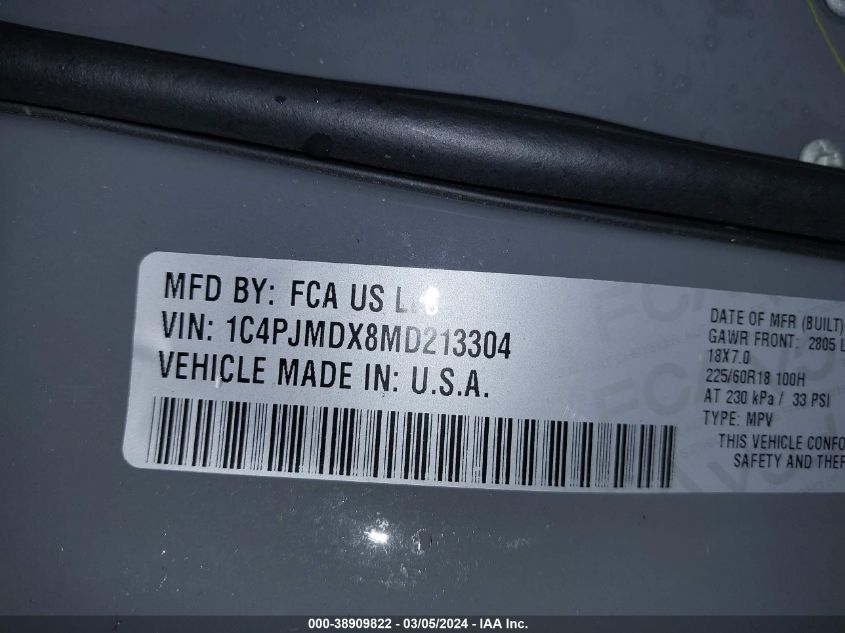 MFD BY: FCA US
VIN: 1C4PJMDX8MD213304
VEHICLE MADE IN: U.S.A.
DATE OF MFR (BUILT)
GAWR FRONT: 2805
18X7.0
225/60R18 100H
AT 230 kPa / 33 PSI
TYPE: MPV
THIS VEHICLE
SAFETY AND
000-38909822 - 03/05/2024 - IAA Inc.